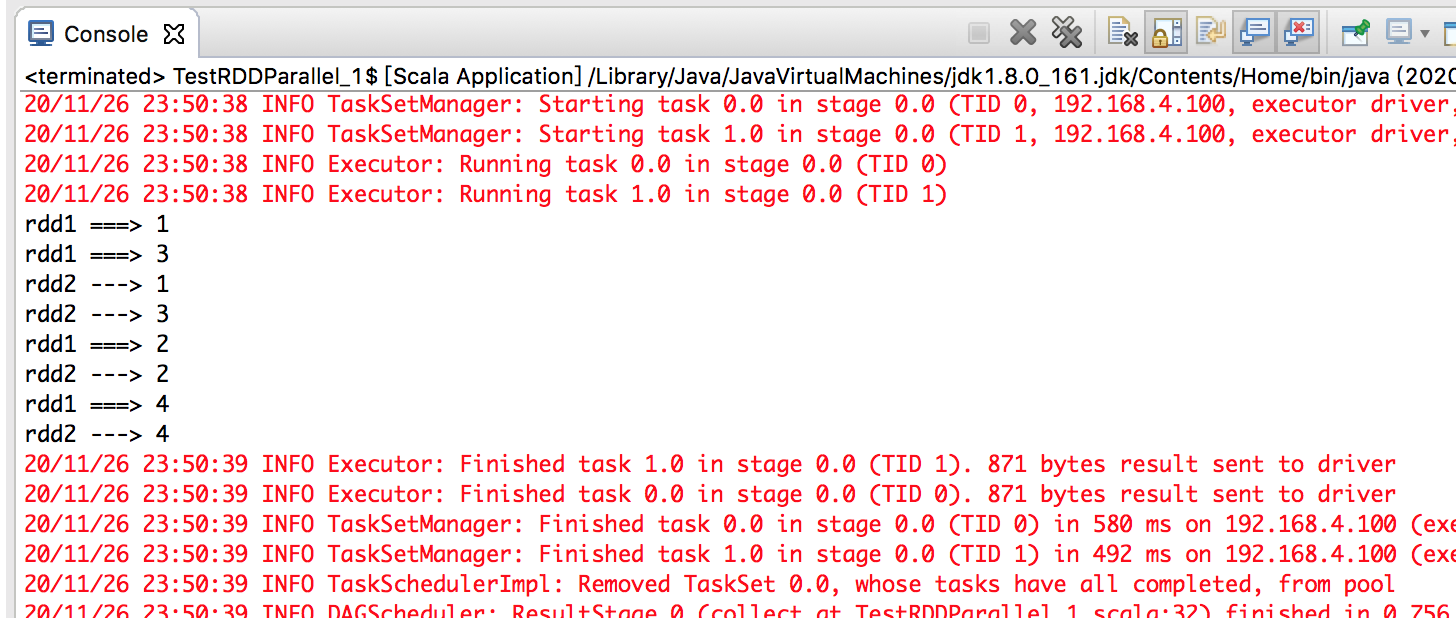 Console
<terminated> TestRDDParallel_1$ [Scala Application] /Library/Java/JavaVirtualMachines/jdk1.8.0_161.jdk/Contents/Home/bin/java (2020
20/11/26 23:50:38 INFO TaskSetManager: Starting task 0.0 in stage 0.0 (TID 0, 192.168.4.100, executor driver,
20/11/26 23:50:38 INFO TaskSetManager: Starting task 1.0 in stage 0.0 (TID 1, 192.168.4.100, executor driver,
20/11/26 23:50:38 INFO Executor: Running task 0.0 in stage 0.0 (TID 0)
20/11/26 23:50:38 INFO Executor: Running task 1.0 in stage 0.0 (TID 1)
rdd1 ===> 1
rdd1 ===> 3
rdd2 ---> 1
rdd2 ---> 3
rdd1 ===> 2
rdd2 ---> 2
rdd1 ===> 4
rdd2 ---> 4
20/11/26 23:50:39 INFO Executor: Finished task 1.0 in stage 0.0 (TID 1). 871 bytes result sent to driver
20/11/26 23:50:39 INFO Executor: Finished task 0.0 in stage 0.0 (TID 0). 871 bytes result sent to driver
20/11/26 23:50:39 INFO TaskSetManager: Finished task 0.0 in stage 0.0 (TID 0) in 580 ms on 192.168.4.100 (exe
20/11/26 23:50:39 INFO TaskSetManager: Finished task 1.0 in stage 0.0 (TID 1) in 492 ms on 192.168.4.100 (exe
20/11/26 23:50:39 INFO TaskSchedulerImpl: Removed TaskSet 0.0, whose tasks have all completed, from pool
20/11/26 23:50:39 INFO DAGScheduler: ResultStage 0 (collect at TestRDDParallel_1.scala:32) finished in 0.756